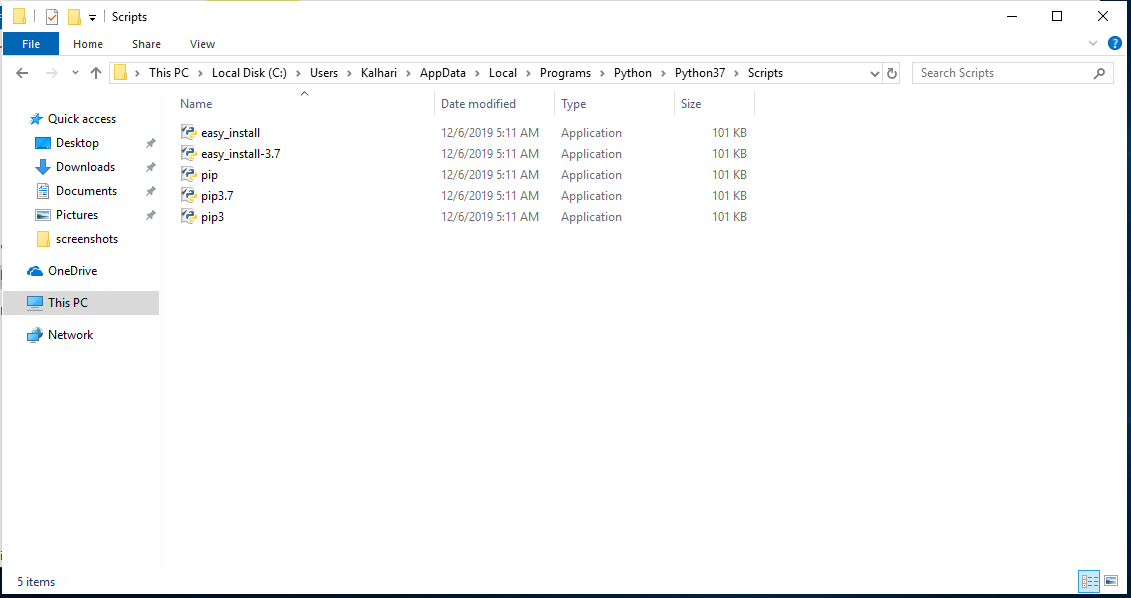 Scripts
File Home Share View
This PC Local Disk (C:) Users Kalhari AppData Local Programs Python Python37 Scripts Search Scripts
Name Date modified Type Size
Quick access
Desktop
Downloads
Documents
Pictures
screenshots
OneDrive
This PC
Network
easy_install 12/6/2019 5:11 AM Application 101 KB
easy_install-3.7 12/6/2019 5:11 AM Application 101 KB
pip 12/6/2019 5:11 AM Application 101 KB
pip3.7 12/6/2019 5:11 AM Application 101 KB
pip3 12/6/2019 5:11 AM Application 101 KB
5 items